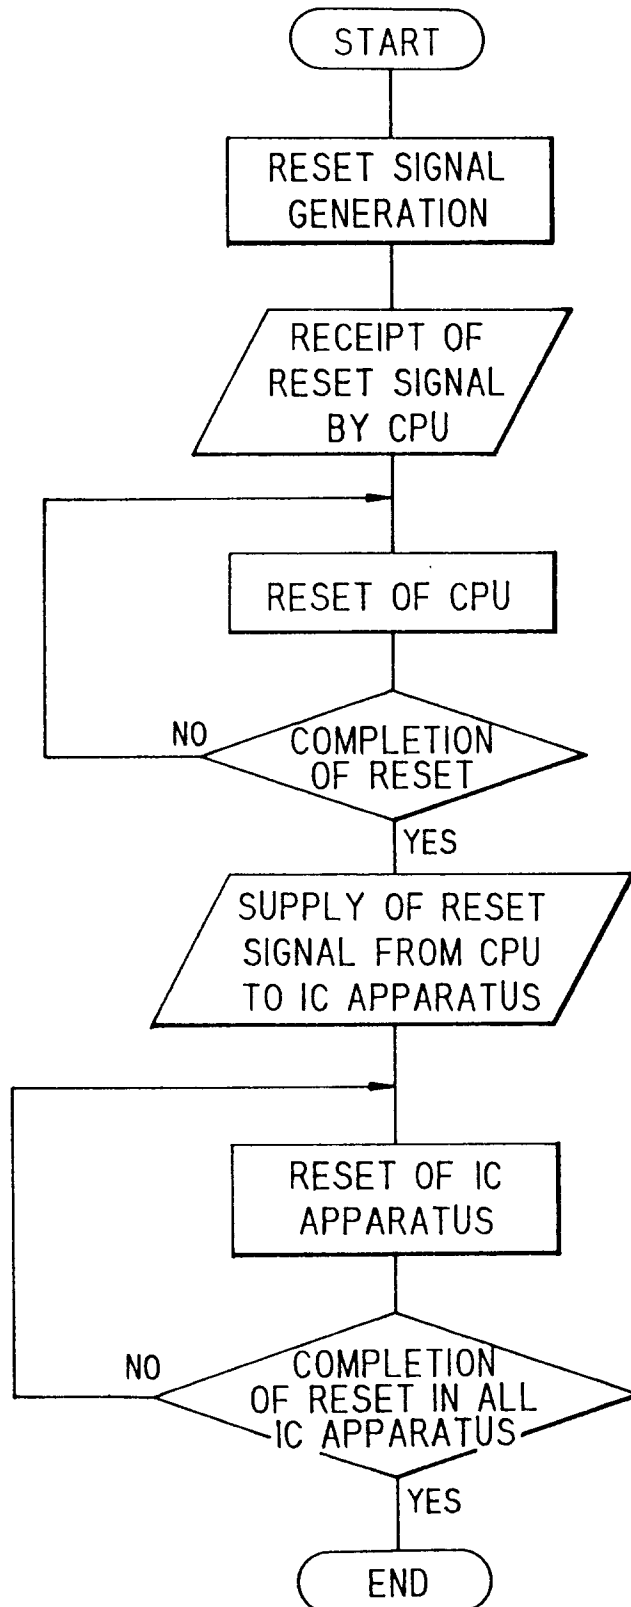 START
RESET SIGNAL
GENERATION
RECEIPT OF
RESET SIGNAL
BY CPU
RESET OF CPU
NO
COMPLETION
OF RESET
YES
SUPPLY OF RESET
SIGNAL FROM CPU
TO IC APPARATUS
RESET OF IC
APPARATUS
NO
COMPLETION
OF RESET IN ALL
IC APPARATUS
YES
END